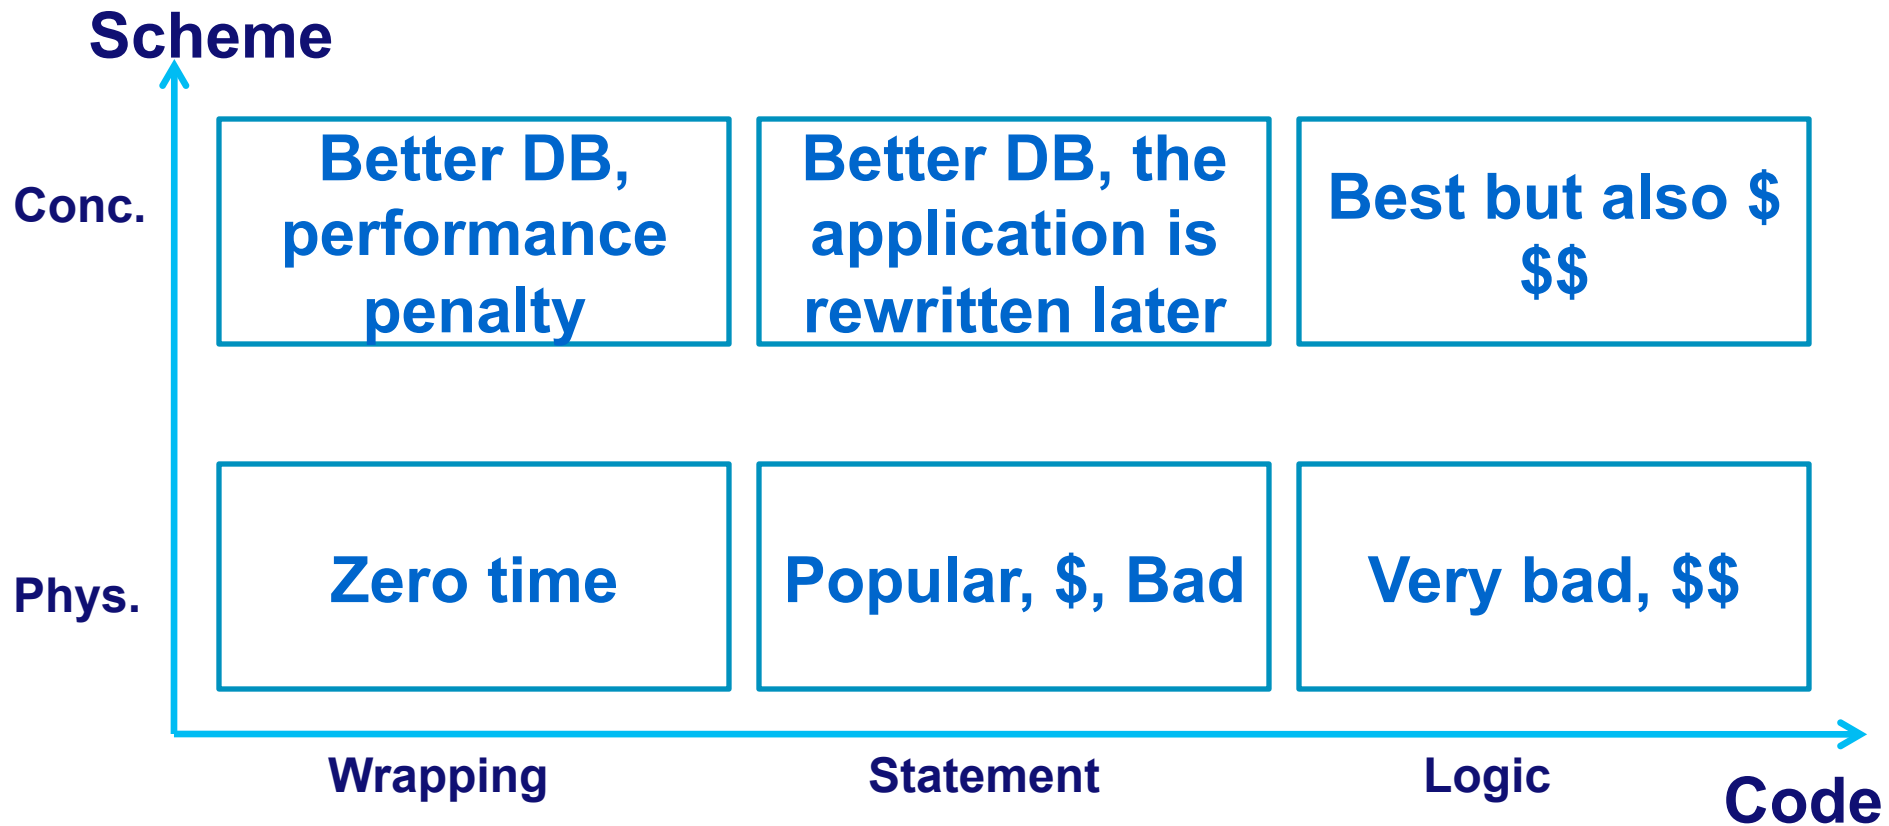 Scheme
Conc.
Better DB,
performance
penalty
Better DB, the
application is
rewritten later
Best but also $
$$
Phys.
Zero time
Popular, $, Bad
Very bad, $$
Wrapping
Statement
Logic
Code